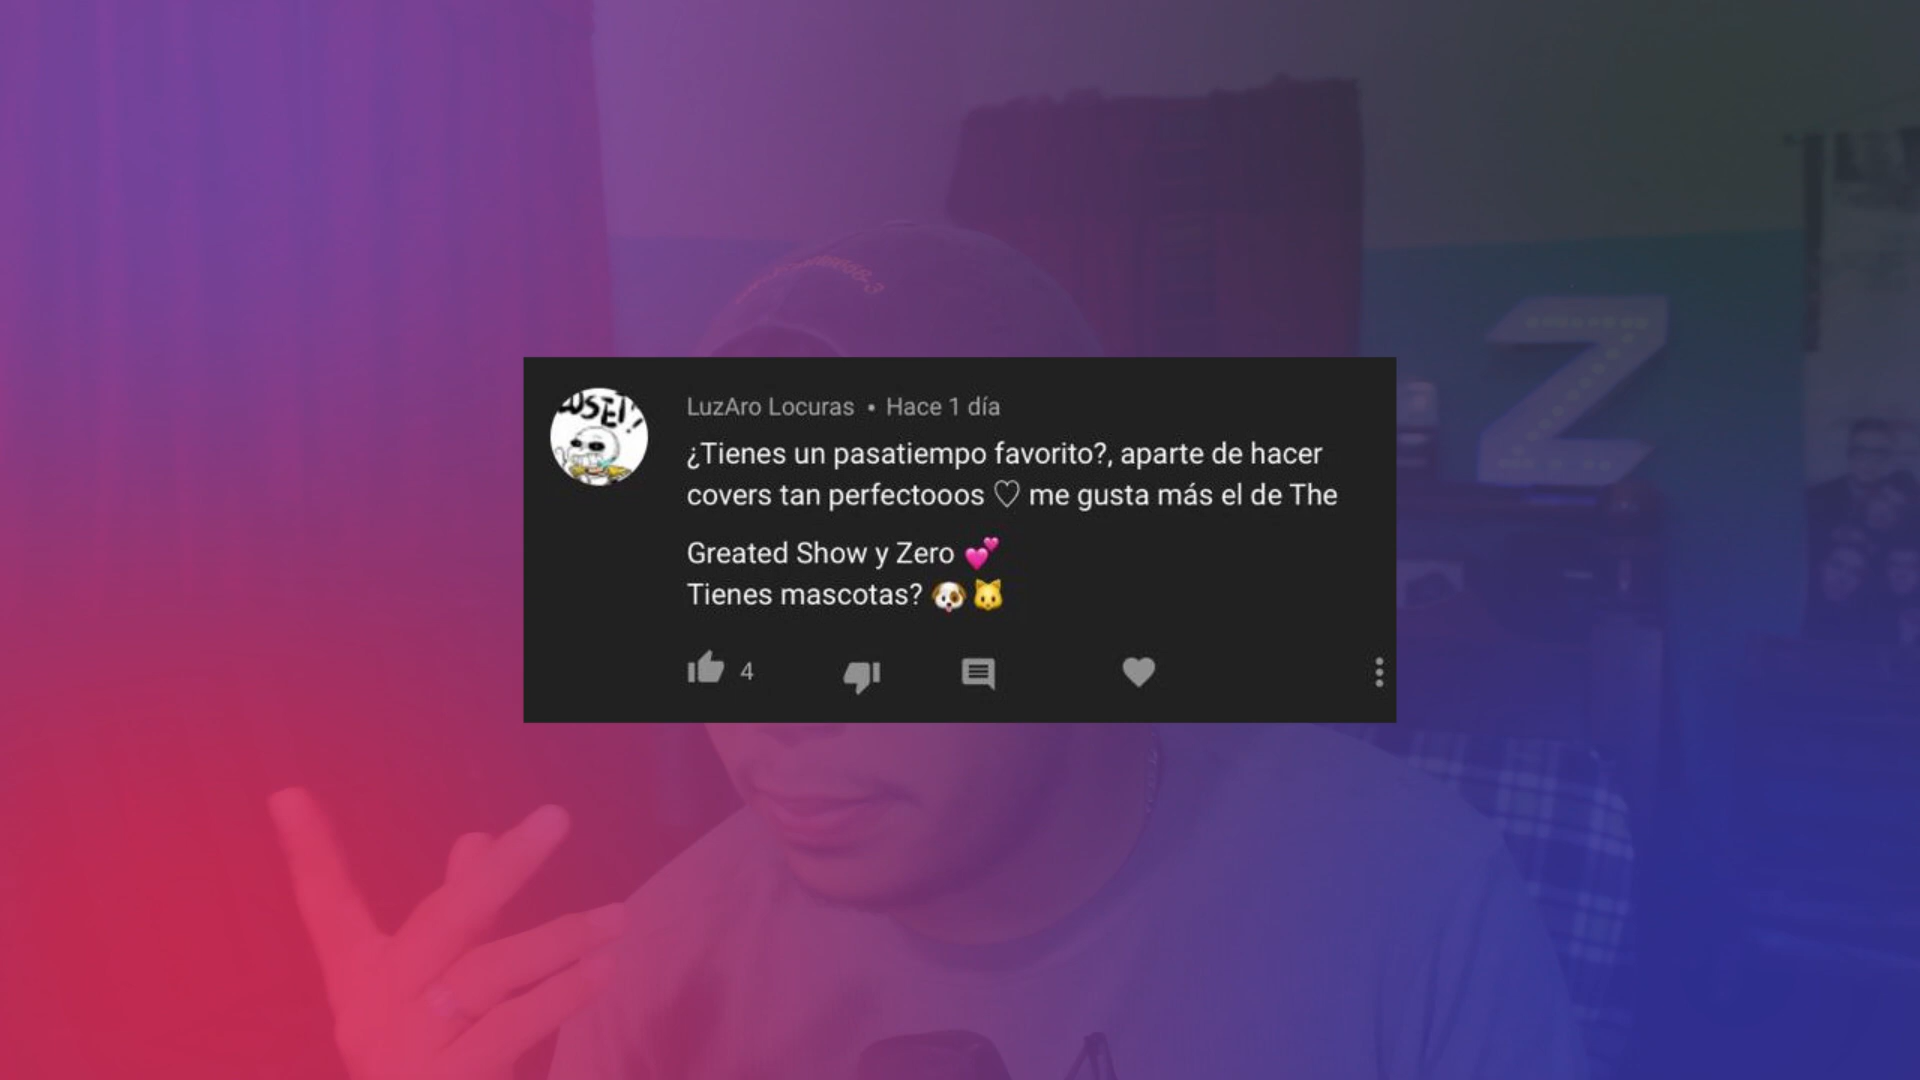 LOSER!!
LuzAro Locuras • Hace 1 día
¿Tienes un pasatiempo favorito?, aparte de hacer
covers tan perfectooos ♡ me gusta más el de The
Greated Show y Zero 💕
Tienes mascotas? 🐶🐱
4
Z